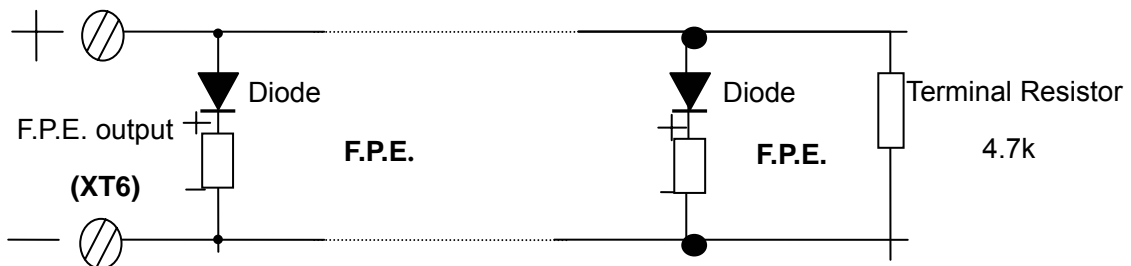 Diode
Diode
Terminal Resistor
4.7k
F.P.E. output
(XT6)
F.P.E.
F.P.E.
+
+
+